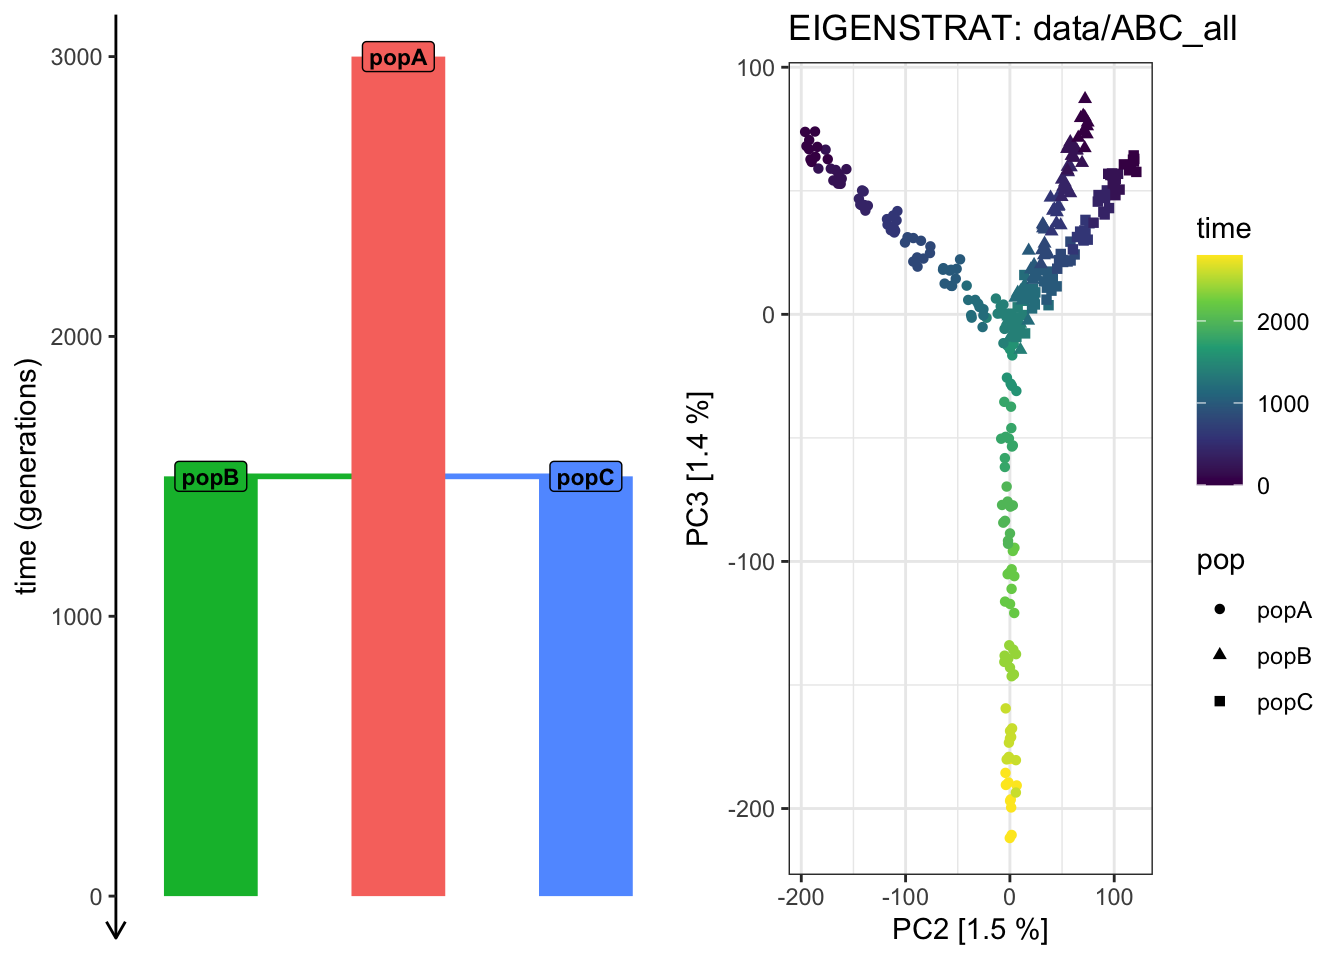 time (generations)
3000
2000
1000
0
popA
popB
popC
EIGENSTRAT: data/ABC_all
PC3 [1.4 %]
100
0
-100
-200
-200
-100
0
100
PC2 [1.5 %]
time
2000
1000
0
pop
popA
popB
popC